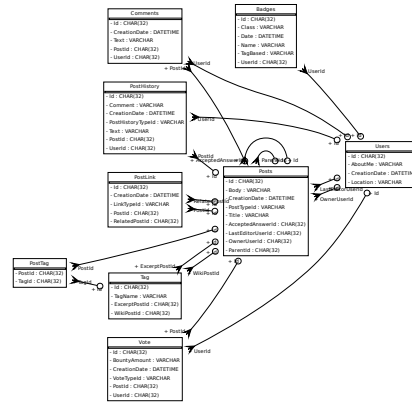 Comments
- Id : CHAR(32)
- CreationDate : DATETIME
- Text : VARCHAR
- PostId : CHAR(32)
- UserId : CHAR(32)
Badges
- Id : CHAR(32)
- Class : VARCHAR
- Date : DATETIME
- Name : VARCHAR
- TagBased : VARCHAR
- UserId : CHAR(32)
UserId
+ PostId
UserId
PostHistory
- Id : CHAR(32)
- Comment : VARCHAR
- CreationDate : DATETIME
- PostHistoryTypeId : VARCHAR
- Text : VARCHAR
- PostId : CHAR(32)
- UserId : CHAR(32)
UserId
PostId
+ Id
Users
- Id : CHAR(32)
- AboutMe : VARCHAR
- CreationDate : DATETIM
- Location : VARCHAR
+ Id
Posts
- Id : CHAR(32)
- Body : VARCHAR
- CreationDate : DATETIME
- PostTypeId : VARCHAR
- Title : VARCHAR
- AcceptedAnswerId : CHAR(32)
- LastEditorUserId : CHAR(32)
- OwnerUserId : CHAR(32)
- ParentId : CHAR(32)
+ Id
OwnerUserId
+ Id
PostLink
- Id : CHAR(32)
- CreationDate : DATETIME
- LinkTypeId : VARCHAR
- PostId : CHAR(32)
- RelatedPostId : CHAR(32)
PostTag
- PostId : CHAR(32)
- TagId : CHAR(32)
PostId
TagId
+ Id
+ ExcerptPostId
WikiPostId
Tag
- Id : CHAR(32)
- TagName : VARCHAR
- ExcerptPostId : CHAR(32)
- WikiPostId : CHAR(32)
+ Id
+ PostId
UserId
Vote
- Id : CHAR(32)
- BountyAmount : VARCHAR
- CreationDate : DATETIME
- VoteTypeId : VARCHAR
- PostId : CHAR(32)
- UserId : CHAR(32)